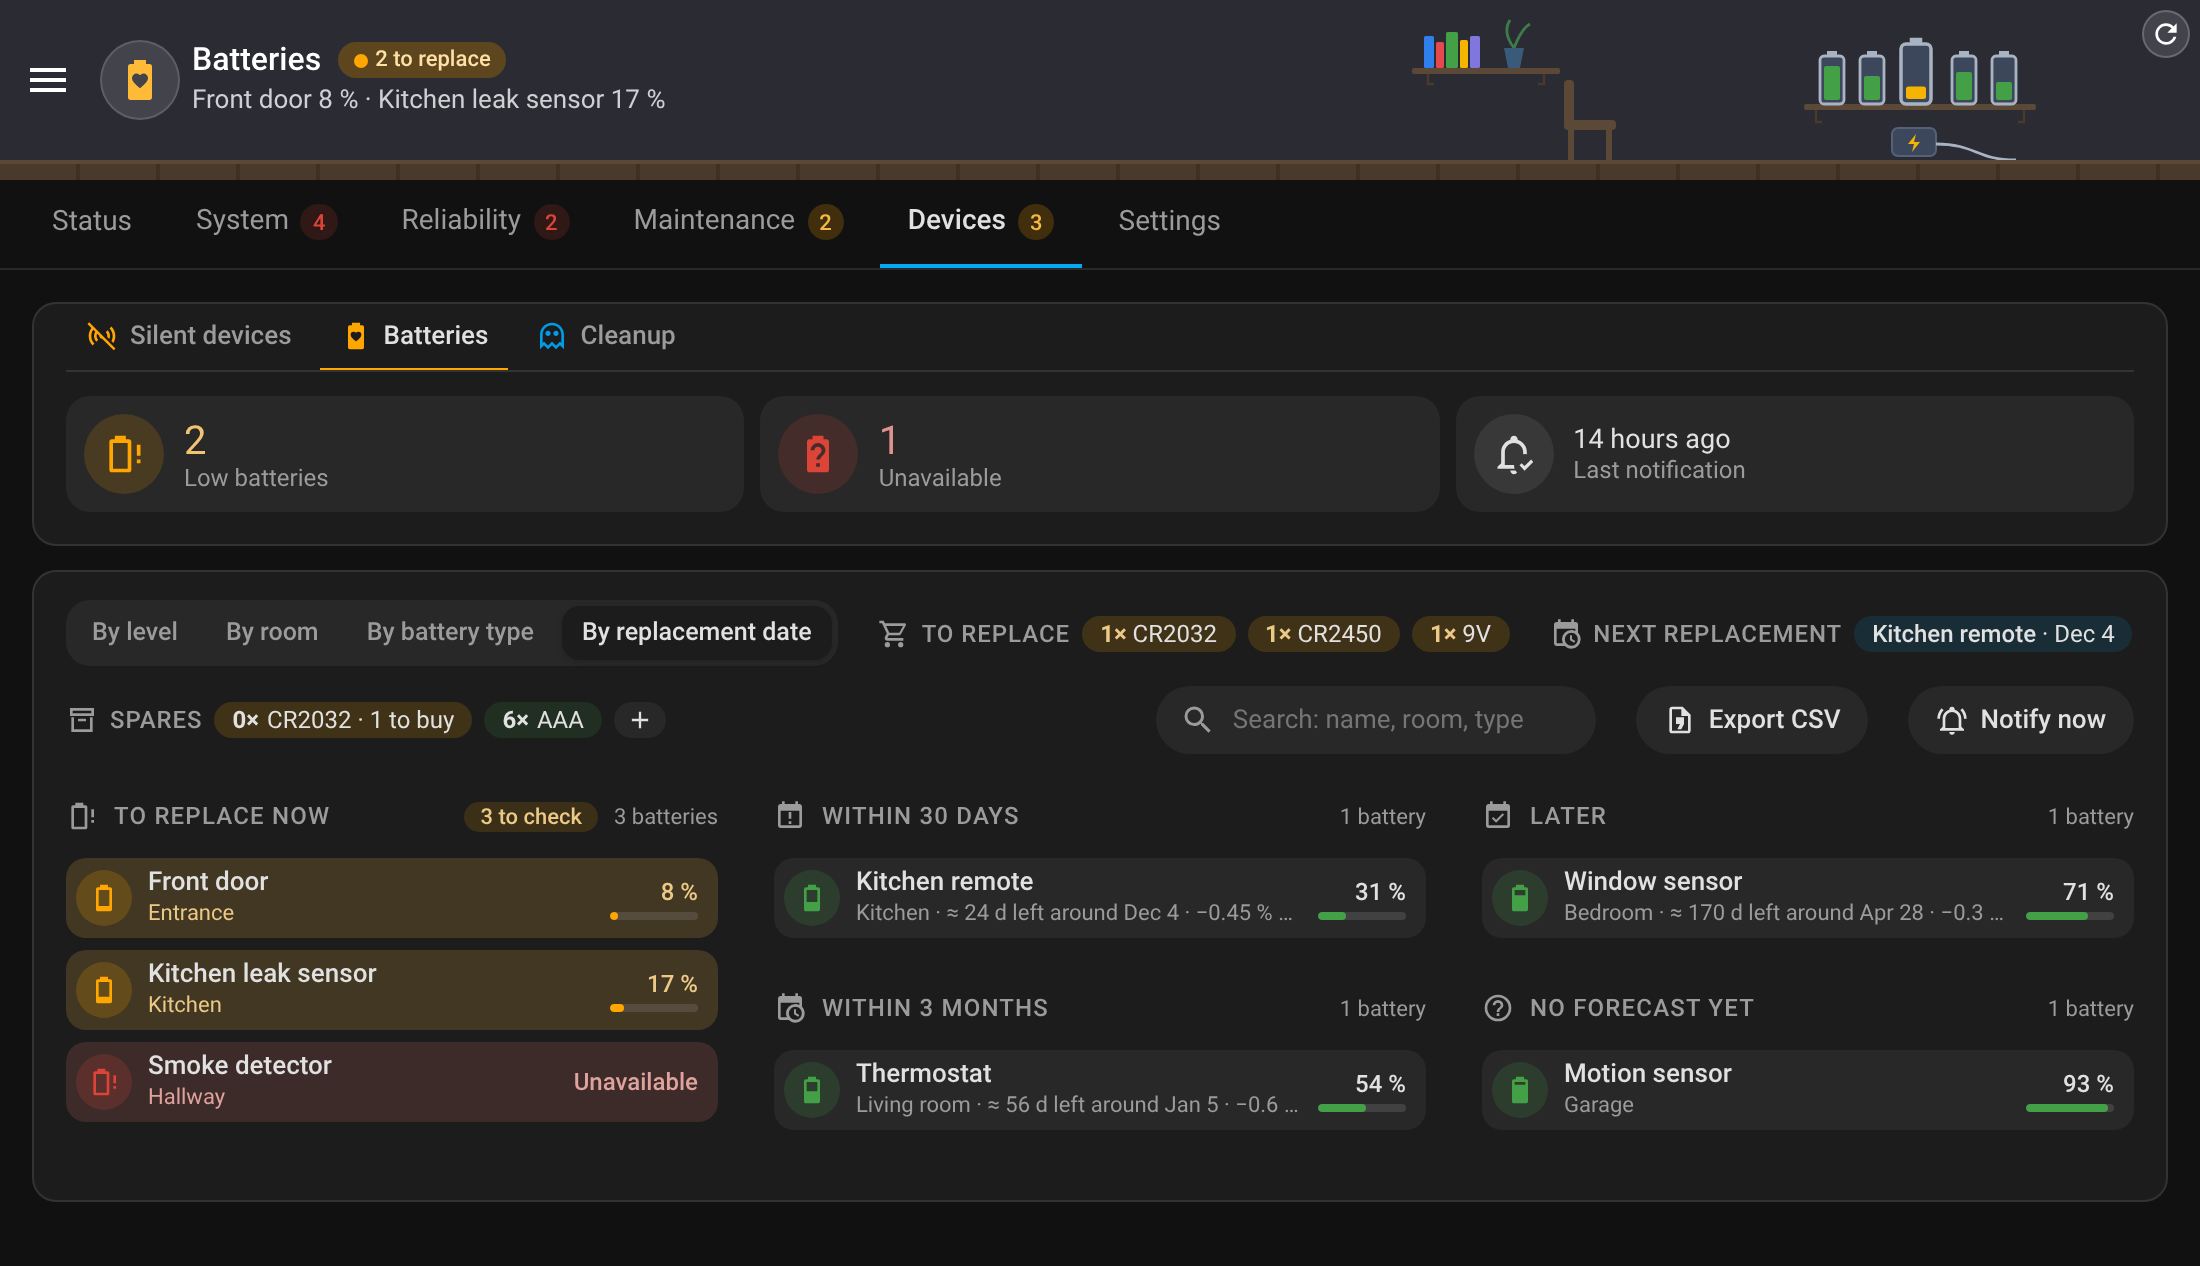 Batteries
2 to replace
Front door 8 % · Kitchen leak sensor 17 %
Status
System 4
Reliability 2
Maintenance 2
Devices 3
Settings
Silent devices
Batteries
Cleanup
2
Low batteries
1
Unavailable
14 hours ago
Last notification
By level
By room
By battery type
By replacement date
TO REPLACE
1× CR2032
1× CR2450
1× 9V
NEXT REPLACEMENT
Kitchen remote · Dec 4
SPARES
0× CR2032 · 1 to buy
6× AAA
+
Search: name, room, type
Export CSV
Notify now
TO REPLACE NOW
3 to check
3 batteries
Front door
Entrance
8 %
Kitchen leak sensor
Kitchen
17 %
Smoke detector
Hallway
Unavailable
WITHIN 30 DAYS
1 battery
Kitchen remote
Kitchen · ≈ 24 d left around Dec 4 · −0.45 % ...
31 %
WITHIN 3 MONTHS
1 battery
Thermostat
Living room · ≈ 56 d left around Jan 5 · −0.6 ...
54 %
LATER
1 battery
Window sensor
Bedroom · ≈ 170 d left around Apr 28 · −0.3 ...
71 %
NO FORECAST YET
1 battery
Motion sensor
Garage
93 %